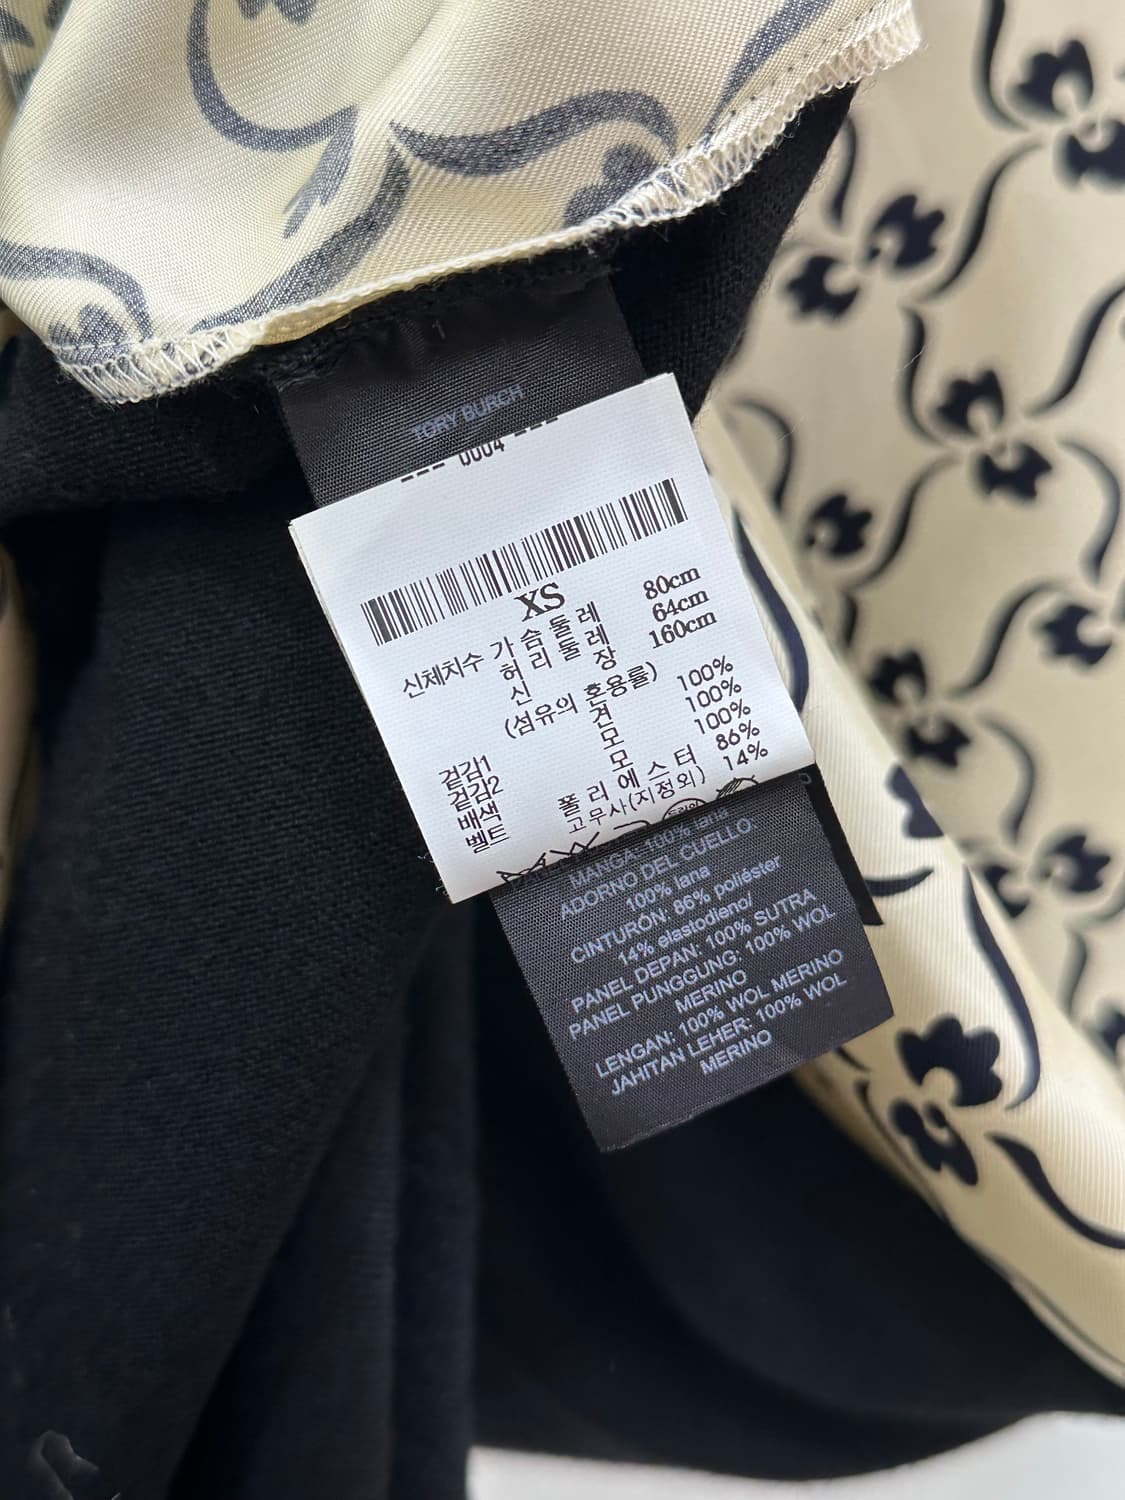 TORY BURCH
--- 0004 ---
XS
신체치수 가슴둘레 80cm
허리둘레 64cm
신장 160cm
(섬유의 혼용률)
겉감1 견 100%
겉감2 모 100%
배색 모 100%
벨트 폴리에스터 86%
고무사(지정외) 14%
MANGA: 100% lana
ADORNO DEL CUELLO:
100% lana
CINTURÓN: 86% poliéster
14% elastodieno/
PANEL DEPAN: 100% SUTRA
PANEL PUNGGUNG: 100% WOL
MERINO
LENGAN: 100% WOL MERINO
JAHITAN LEHER: 100% WOL
MERINO